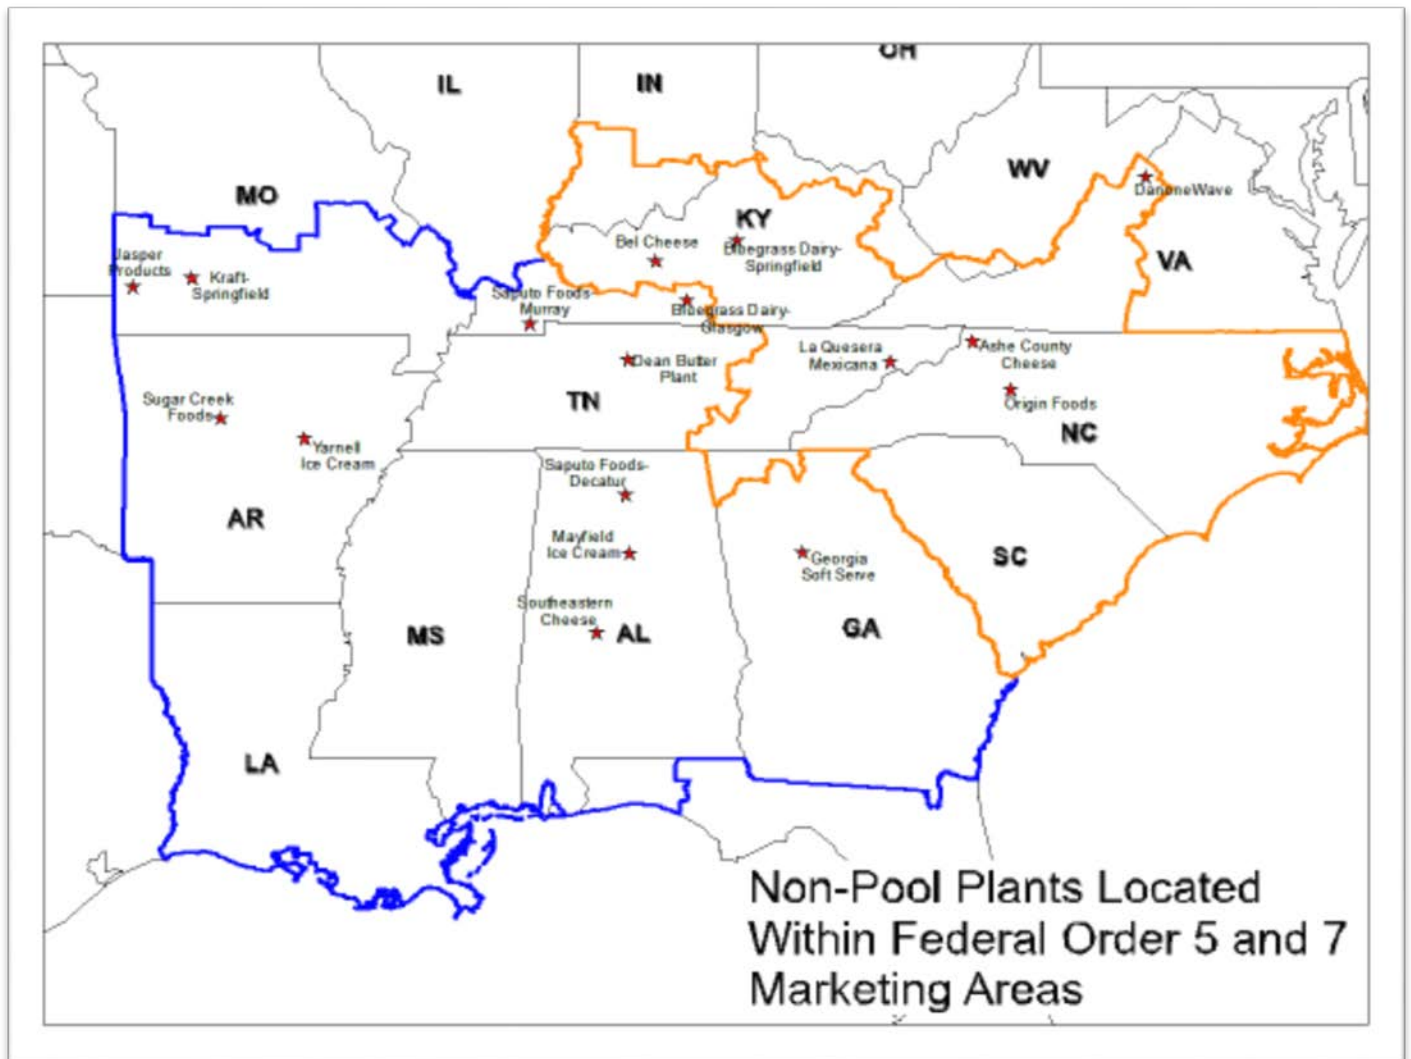 OH
IL
IN
WV
MO
DanoneWave
KY
Bel Cheese
Bluegrass Dairy-
Springfield
VA
Jasper
Products
Kraft-
Springfield
Saputo Foods-
Murray
Bluegrass Dairy-
Glasgow
La Quesera
Mexicana
Ashe County
Cheese
Dean Butter
Plant
TN
Origin Foods
NC
Sugar Creek
Foods
Yarnell
Ice Cream
AR
Saputo Foods-
Decatur
Mayfield
Ice Cream
Georgia
Soft Serve
SC
Southeastern
Cheese
AL
MS
GA
LA
Non-Pool Plants Located
Within Federal Order 5 and 7
Marketing Areas